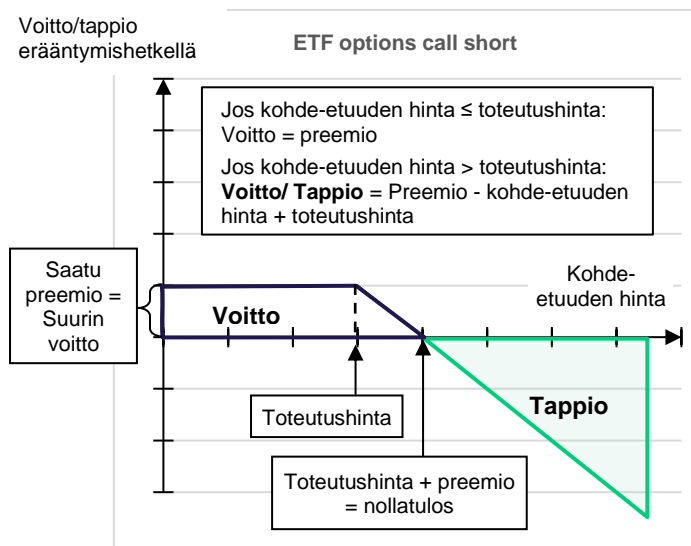 Voitto/tappio
erääntymishetkellä
ETF options call short
Jos kohde-etuuden hinta ≤ toteutushinta:
Voitto = preemio
Jos kohde-etuuden hinta > toteutushinta:
Voitto/ Tappio = Preemio - kohde-etuuden
hinta + toteutushinta
Saatu
preemio =
Suurin
voitto
Voitto
Kohde-
etuuden hinta
Toteutushinta
Tappio
Toteutushinta + preemio
= nollatulos